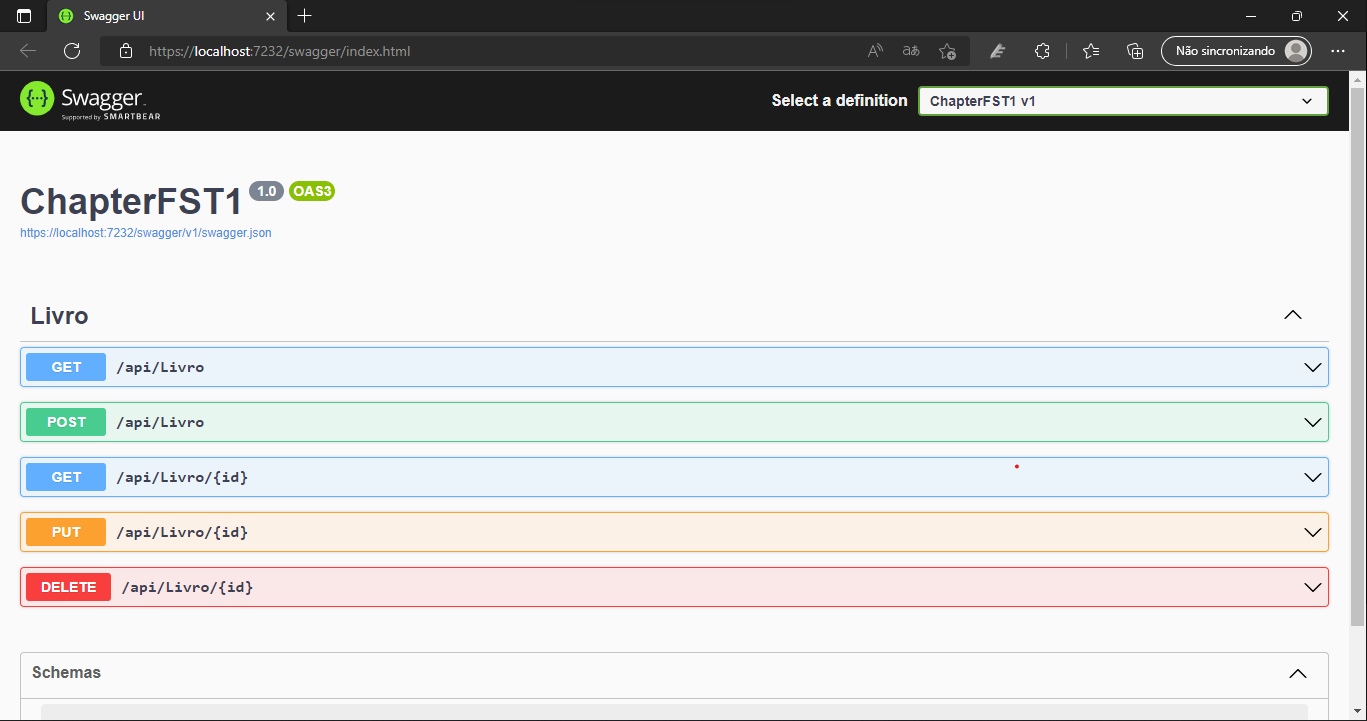 Swagger UI
https://localhost:7232/swagger/index.html
Não sincronizando
Swagger.
Supported by SMARTBEAR
Select a definition
ChapterFST1 v1
ChapterFST1 1.0 OAS3
https://localhost:7232/swagger/v1/swagger.json
Livro
GET /api/Livro
POST /api/Livro
GET /api/Livro/{id}
PUT /api/Livro/{id}
DELETE /api/Livro/{id}
Schemas